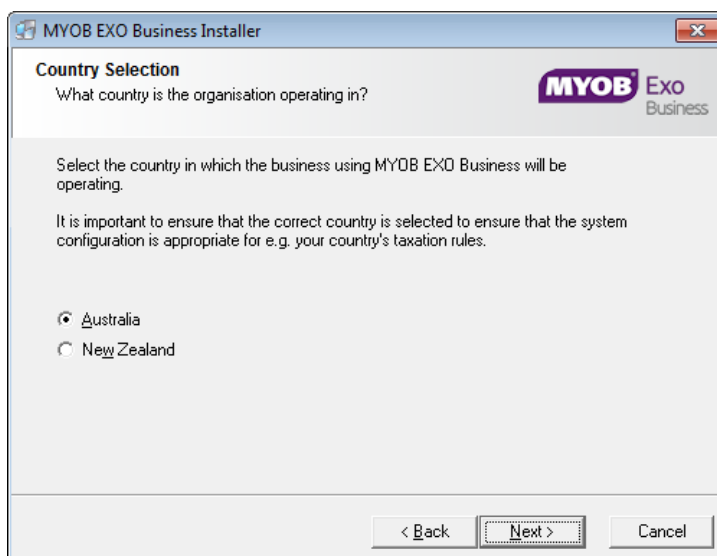 MYOB EXO Business Installer
Country Selection
What country is the organisation operating in?
MYOB Exo
Business
Select the country in which the business using MYOB EXO Business will be
operating.
It is important to ensure that the correct country is selected to ensure that the system
configuration is appropriate for e.g. your country's taxation rules.
Australia
New Zealand
< Back
Next >
Cancel